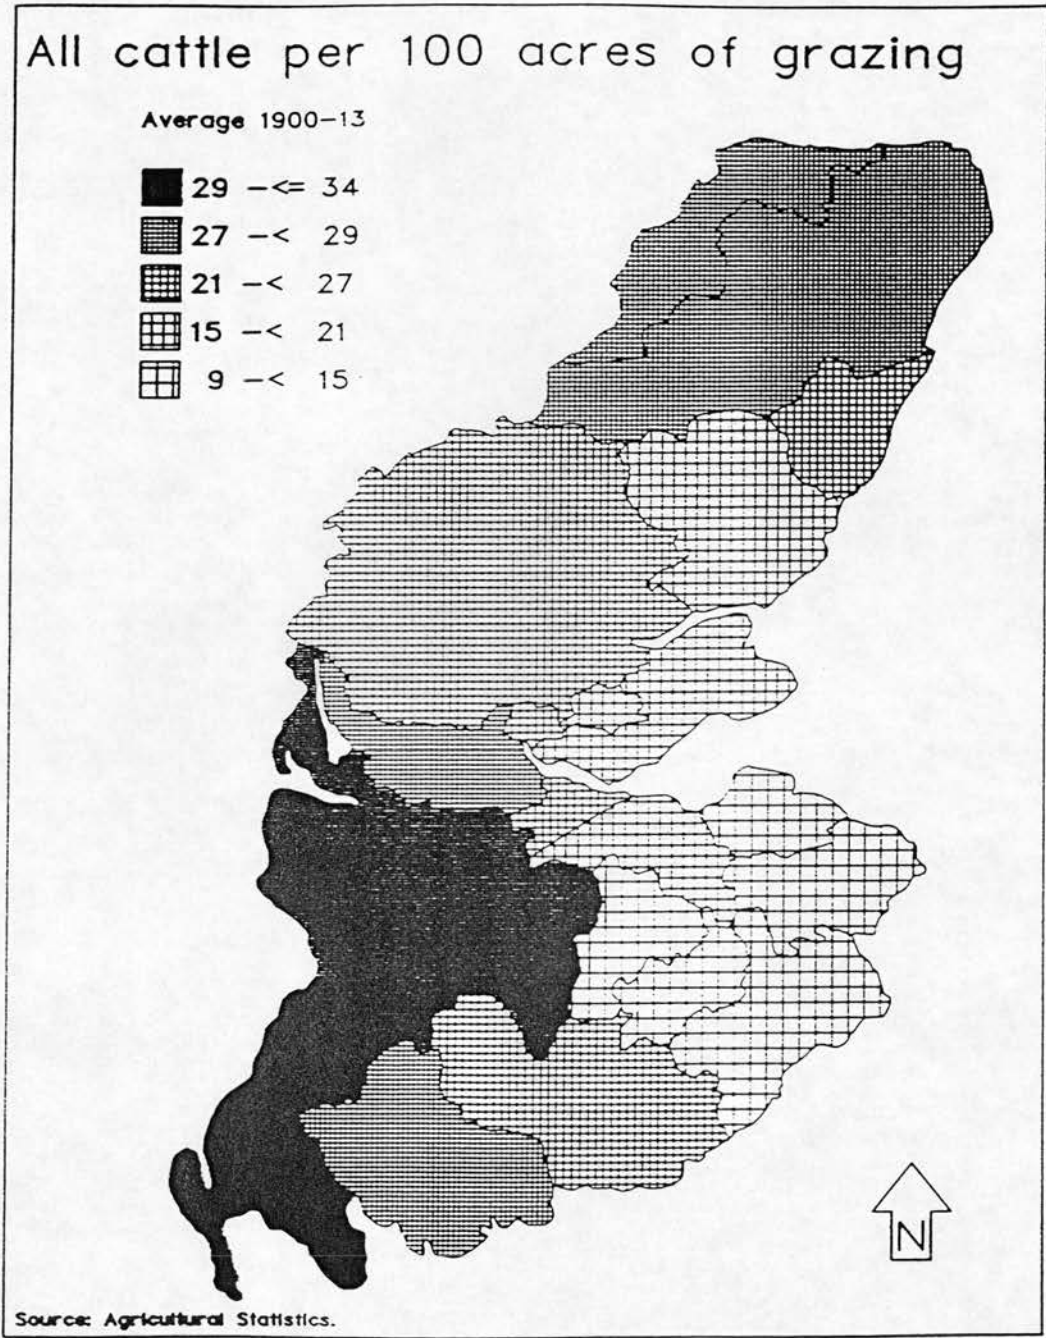 All cattle per 100 acres of grazing
Average 1900-13
29 -<= 34
27 -< 29
21 -< 27
15 -< 21
9 -< 15
N
Source: Agricultural Statistics.